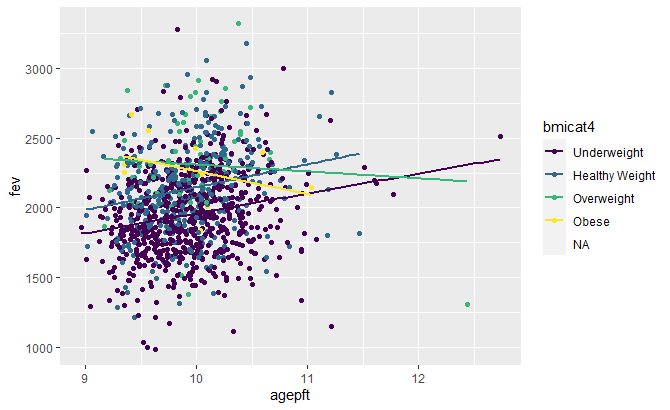 3000
2500
2000
1500
1000
fev
9
10
11
12
agepft
bmicat4
Underweight
Healthy Weight
Overweight
Obese
NA